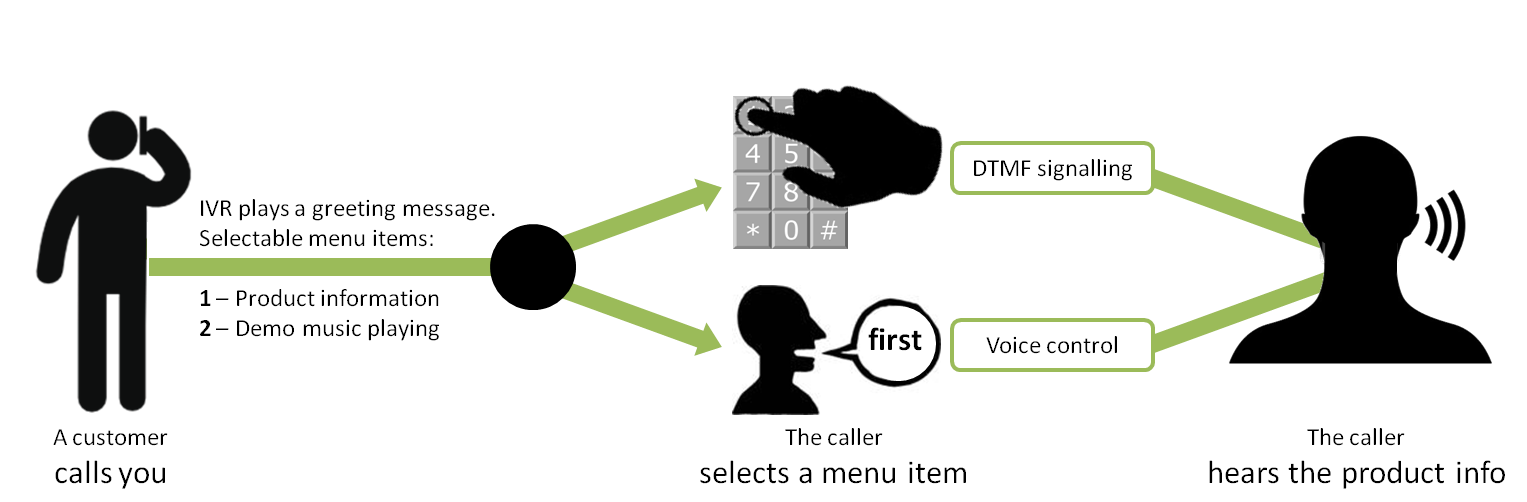 IVR plays a greeting message.
Selectable menu items:
1 – Product information
2 – Demo music playing
A customer
calls you
4 5
7 8
* 0 #
first
The caller
selects a menu item
DTMF signalling
Voice control
The caller
hears the product info